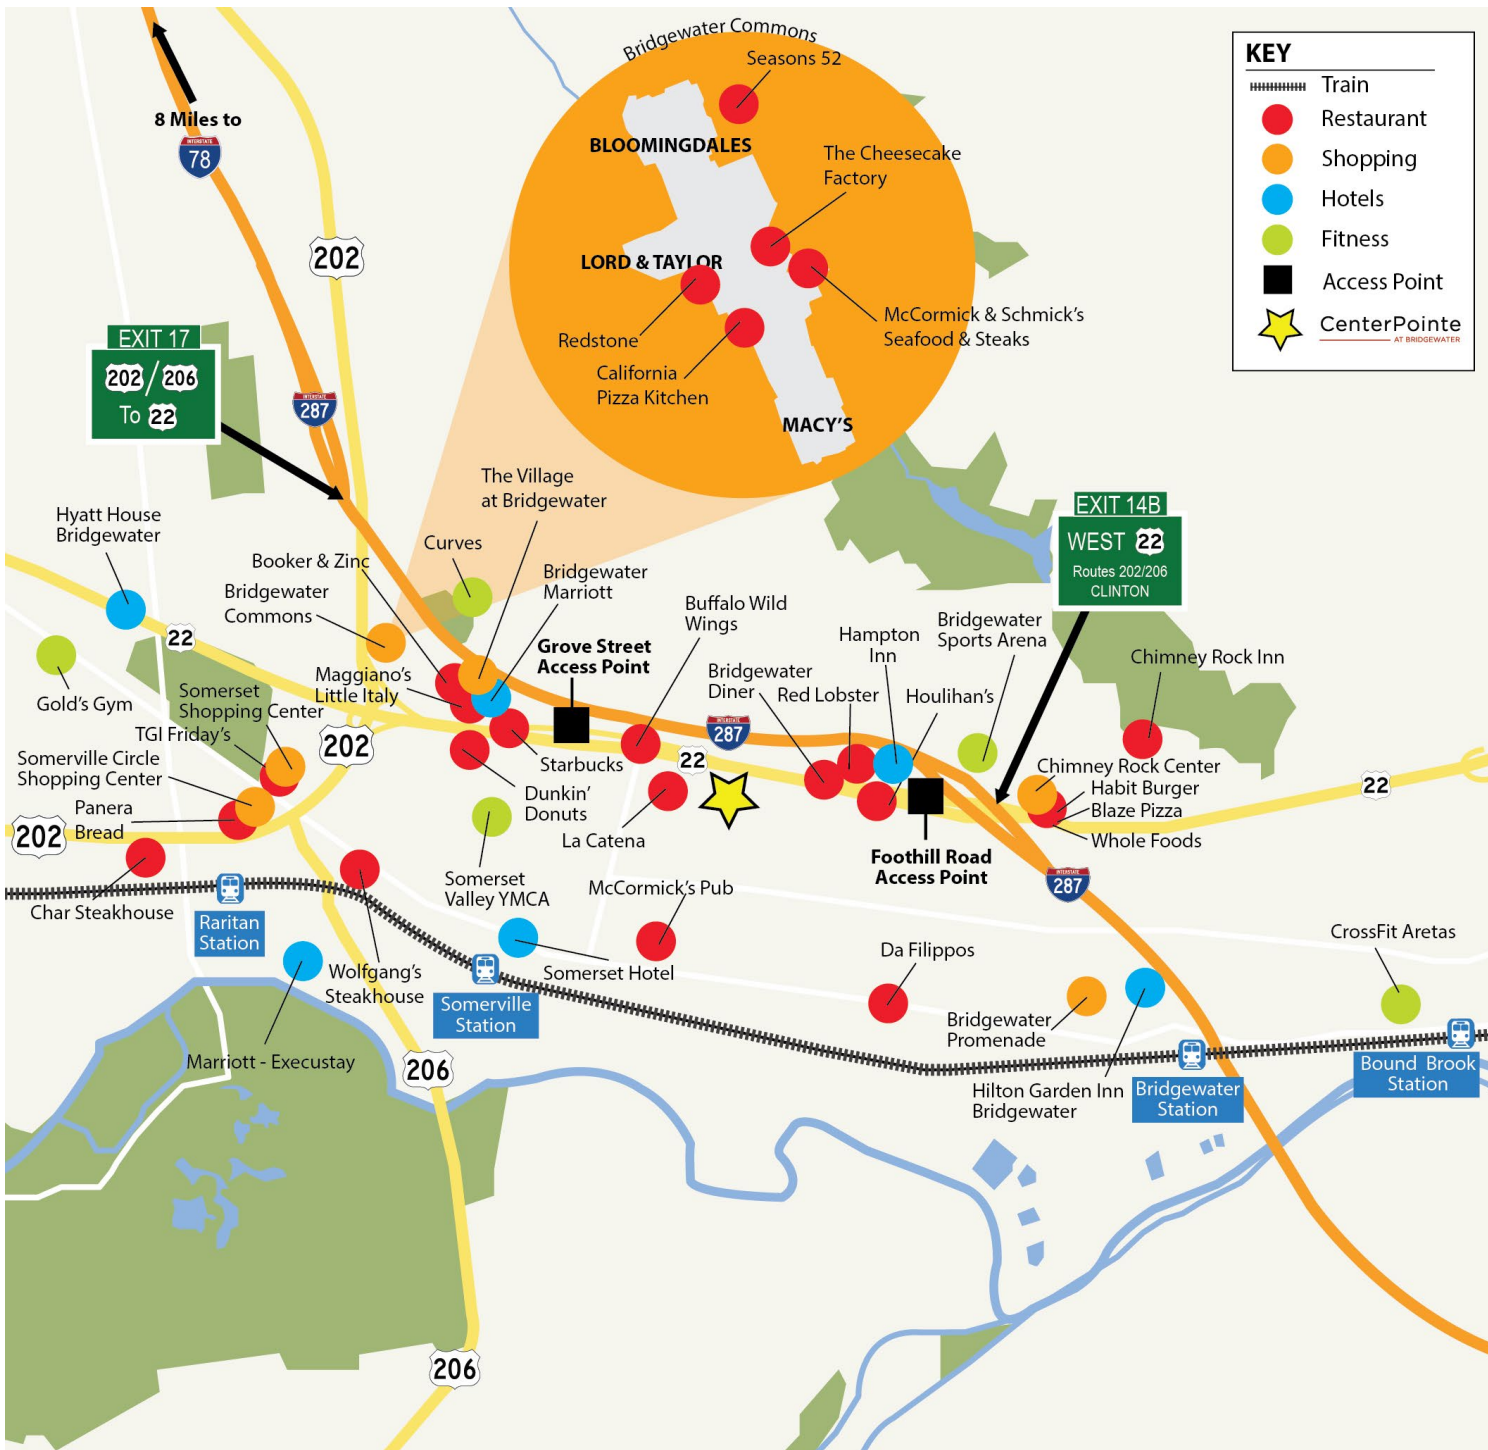 Bridgewater Commons
Seasons 52
BLOOMINGDALES
The Cheesecake
Factory
LORD & TAYLOR
Redstone
McCormick & Schmick's
Seafood & Steaks
California
Pizza Kitchen
MACY'S
KEY
Train
Restaurant
Shopping
Hotels
Fitness
Access Point
CenterPointe
AT BRIDGEWATER
8 Miles to
INTERSTATE
78
202
EXIT 17
202/206
To 22
INTERSTATE
287
The Village
at Bridgewater
Hyatt House
Bridgewater
Curves
Booker & Zinc
Bridgewater
Marriott
Bridgewater
Commons
22
Grove Street
Access Point
Buffalo Wild
Wings
Hampton
Inn
Bridgewater
Sports Arena
EXIT 14B
WEST 22
Routes 202/206
CLINTON
Chimney Rock Inn
Maggiano's
Little Italy
Bridgewater
Diner
Red Lobster
Houlihan's
Gold's Gym
Somerset
Shopping Center
TGI Friday's
202
INTERSTATE
287
22
Starbucks
Somerville Circle
Shopping Center
Chimney Rock Center
Habit Burger
Blaze Pizza
Whole Foods
22
Dunkin'
Donuts
Panera
Bread
202
La Catena
Foothill Road
Access Point
INTERSTATE
287
Char Steakhouse
Raritan
Station
Somerset
Valley YMCA
McCormick's Pub
CrossFit Aretas
Da Filippos
Wolfgang's
Steakhouse
Somerset Hotel
Somerville
Station
Bridgewater
Promenade
Marriott - Execustay
206
Hilton Garden Inn
Bridgewater
Bridgewater
Station
Bound Brook
Station
206